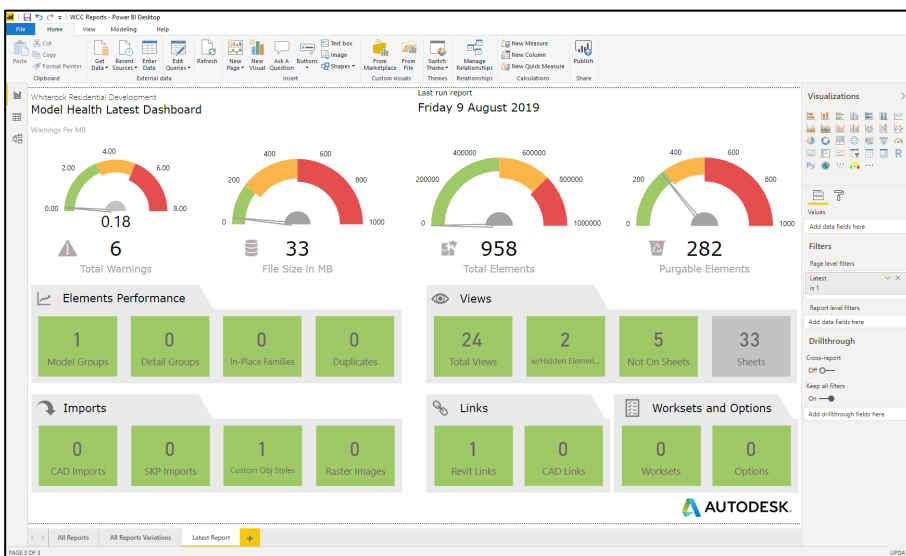 WCC Reports - Power BI Desktop
File Home View Modeling Help
Paste
Cut
Copy
Format Painter
Clipboard
Get Data
Recent Sources
Enter Data
Edit Queries
Refresh
External data
New Page
New Visual
Ask A Question
Buttons
Text box
Image
Shapes
Insert
From Marketplace
From File
Custom visuals
Switch Theme
Themes
Manage Relationships
Relationships
New Measure
New Column
New Quick Measure
Calculations
Publish
Share
Whiterock Residential Development
Model Health Latest Dashboard
Last run report
Friday 9 August 2019
Warnings Per MB
0.00 2.00 4.00 6.00 8.00
0.18
6
Total Warnings
0 200 400 600 800 1000
33
File Size in MB
0 200000 400000 600000 800000 1000000
958
Total Elements
0 200 400 600 800 1000
282
Purgable Elements
Elements Performance
1 0 0 0
Model Groups Detail Groups In-Place Families Duplicates
Views
24 2 5 33
Total Views w/Hidden Elemen... Not On Sheets Sheets
Imports
0 0 1 0
CAD Imports SKP Imports Custom Obj Styles Raster Images
Links
1 0
Revit Links CAD Links
Worksets and Options
0 0
Worksets Options
AUTODESK.
Visualizations
R
Py
Values
Add data fields here
Filters
Page level filters
Latest
is 1
Report level filters
Add data fields here
Drillthrough
Cross-report
Off
Keep all filters
On
Add drillthrough fields here
All Reports All Reports Variations Latest Report
PAGE 3 OF 3
UPDA